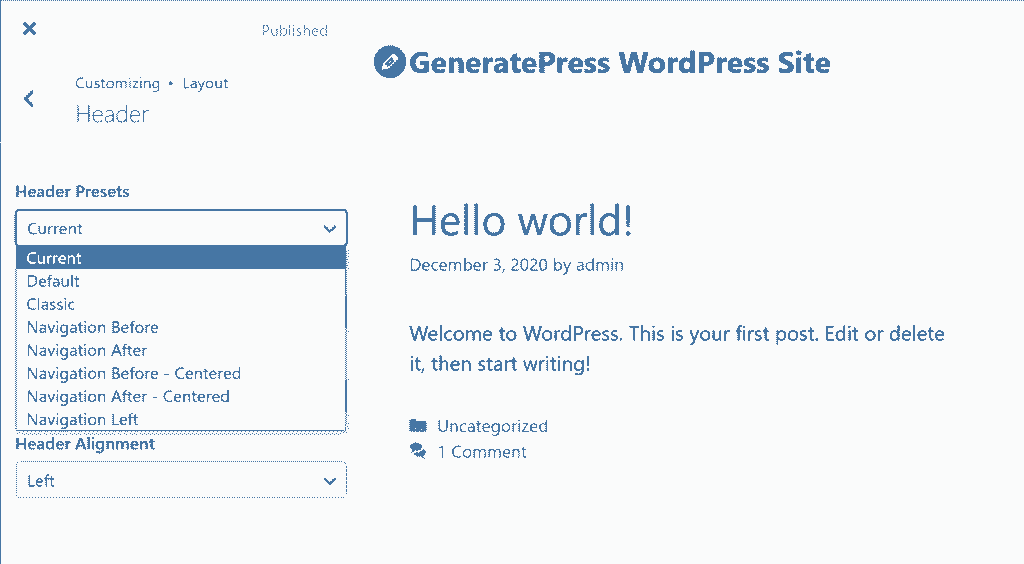 Published
Customizing • Layout
Header
Header Presets
Current
Current
Default
Classic
Navigation Before
Navigation After
Navigation Before - Centered
Navigation After - Centered
Navigation Left
Header Alignment
Left
GeneratePress WordPress Site
Hello world!
December 3, 2020 by admin
Welcome to WordPress. This is your first post. Edit or delete
it, then start writing!
Uncategorized
1 Comment